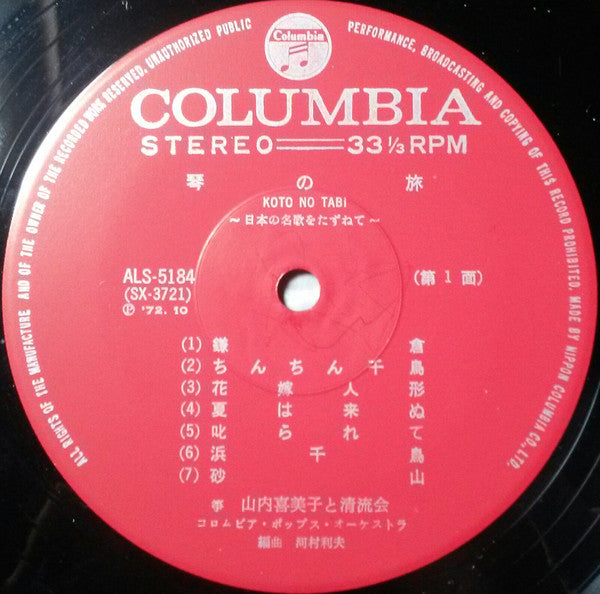 ALL RIGHTS OF THE MANUFACTURE AND OF THE OWNER OF THE RECORDED WORK RESERVED. UNAUTHORIZED PUBLIC PERFORMANCE, BROADCASTING AND COPYING OF THIS RECORD PROHIBITED. MADE BY NIPPON COLUMBIA CO., LTD.
Columbia
COLUMBIA
STEREO 33 1/3 RPM
琴の旅
KOTO NO TABI
~日本の名歌をたずねて~
ALS-5184 (第1面)
(SX-3721)
Ⓟ '72.10
(1) 鎌倉
(2) ちんちん千鳥
(3) 花嫁人形
(4) 夏は来ぬ
(5) 叱られて
(6) 浜千鳥
(7) 砂山
箏 山内喜美子と清流会
コロムビア・ポップス・オーケストラ
編曲 河村利夫